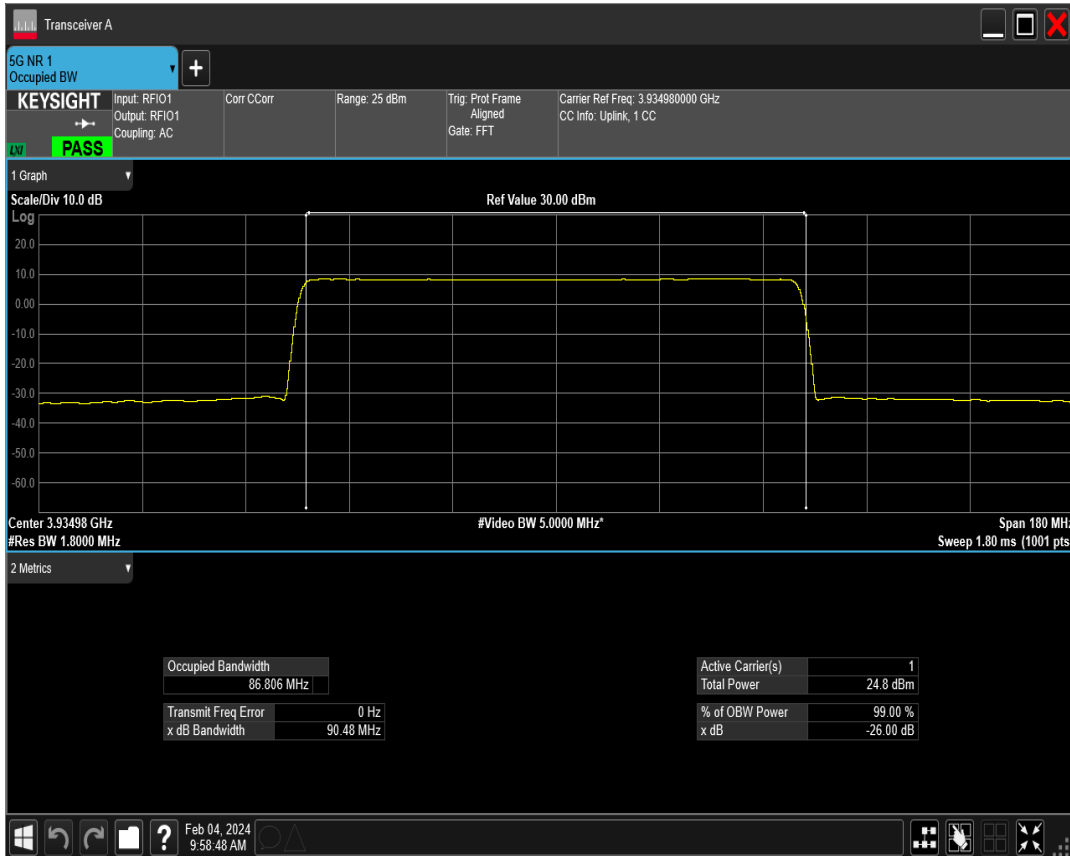 Transceiver A
5G NR 1
Occupied BW
+
KEYSIGHT
LXI
PASS
Input: RFIO1
Output: RFIO1
Coupling: AC
Corr CCorr
Range: 25 dBm
Trig: Prot Frame
Aligned
Gate: FFT
Carrier Ref Freq: 3.934980000 GHz
CC Info: Uplink, 1 CC
1 Graph
Scale/Div 10.0 dB
Ref Value 30.00 dBm
Log
20.0
10.0
0.00
-10.0
-20.0
-30.0
-40.0
-50.0
-60.0
Center 3.93498 GHz
#Video BW 5.0000 MHz*
Span 180 MHz
#Res BW 1.8000 MHz
Sweep 1.80 ms (1001 pts
2 Metrics
Occupied Bandwidth
86.806 MHz
Transmit Freq Error 0 Hz
x dB Bandwidth 90.48 MHz
Active Carrier(s) 1
Total Power 24.8 dBm
% of OBW Power 99.00 %
x dB -26.00 dB
?
Feb 04, 2024
9:58:48 AM